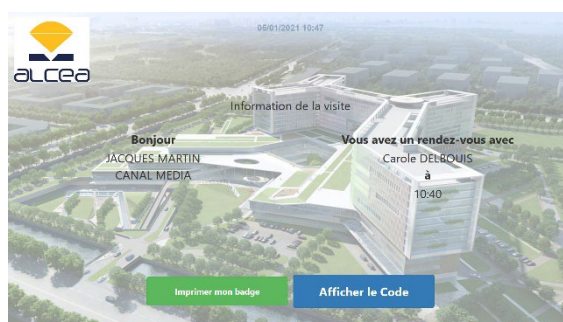 05/01/2021 10:47
alcea
Information de la visite
Bonjour
JACQUES MARTIN
CANAL MEDIA
Vous avez un rendez-vous avec
Carole DELBOUIS
à
10:40
Imprimer mon badge
Afficher le Code